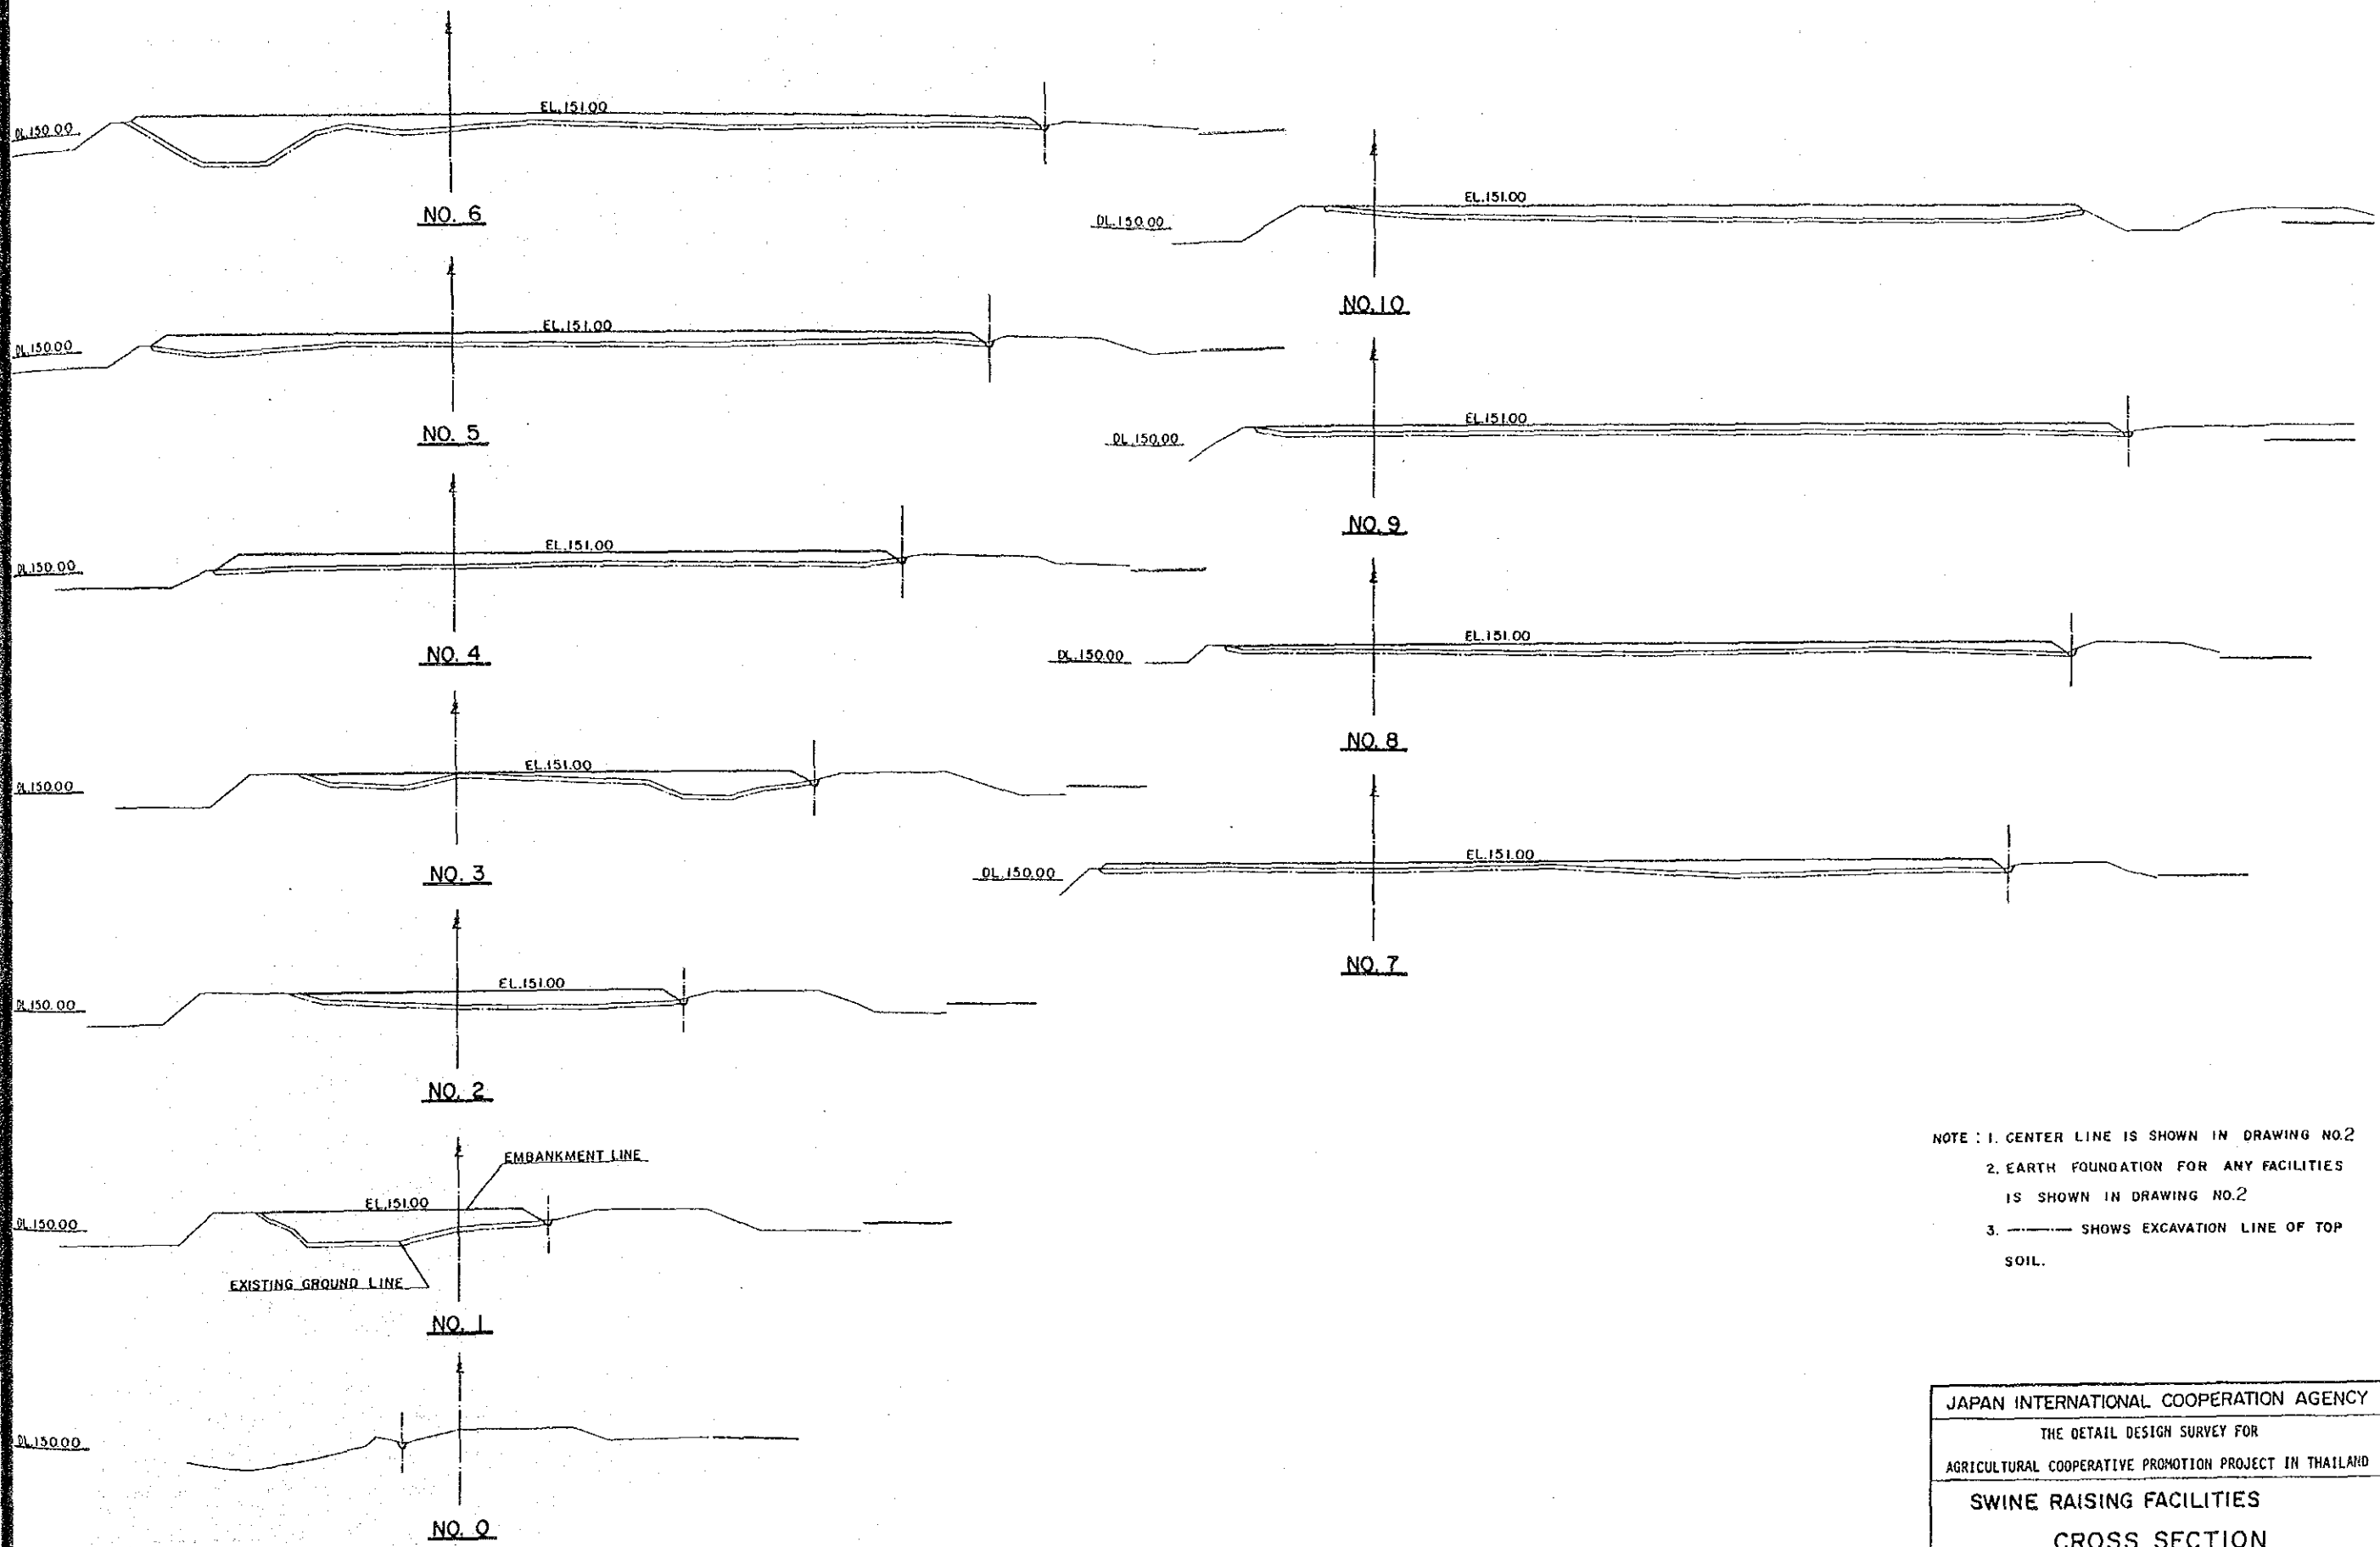 EL.151.00
DL.150.00
NO. 6
EL.151.00
DL.150.00
NO. 5
EL.151.00
DL.150.00
NO. 4
EL.151.00
DL.150.00
NO. 3
EL.151.00
DL.150.00
NO. 2
EMBANKMENT LINE
EL.151.00
DL.150.00
EXISTING GROUND LINE
NO. 1
DL.150.00
NO. 0
EL.151.00
DL.150.00
NO.10
EL.151.00
DL.150.00
NO. 9
EL.151.00
DL.150.00
NO. 8
EL.151.00
DL.150.00
NO. 7
NOTE : 1. CENTER LINE IS SHOWN IN DRAWING NO.2
2. EARTH FOUNDATION FOR ANY FACILITIES
IS SHOWN IN DRAWING NO.2
3. —·—·— SHOWS EXCAVATION LINE OF TOP
SOIL.
JAPAN INTERNATIONAL COOPERATION AGENCY
THE DETAIL DESIGN SURVEY FOR
AGRICULTURAL COOPERATIVE PROMOTION PROJECT IN THAILAND
SWINE RAISING FACILITIES
CROSS SECTION